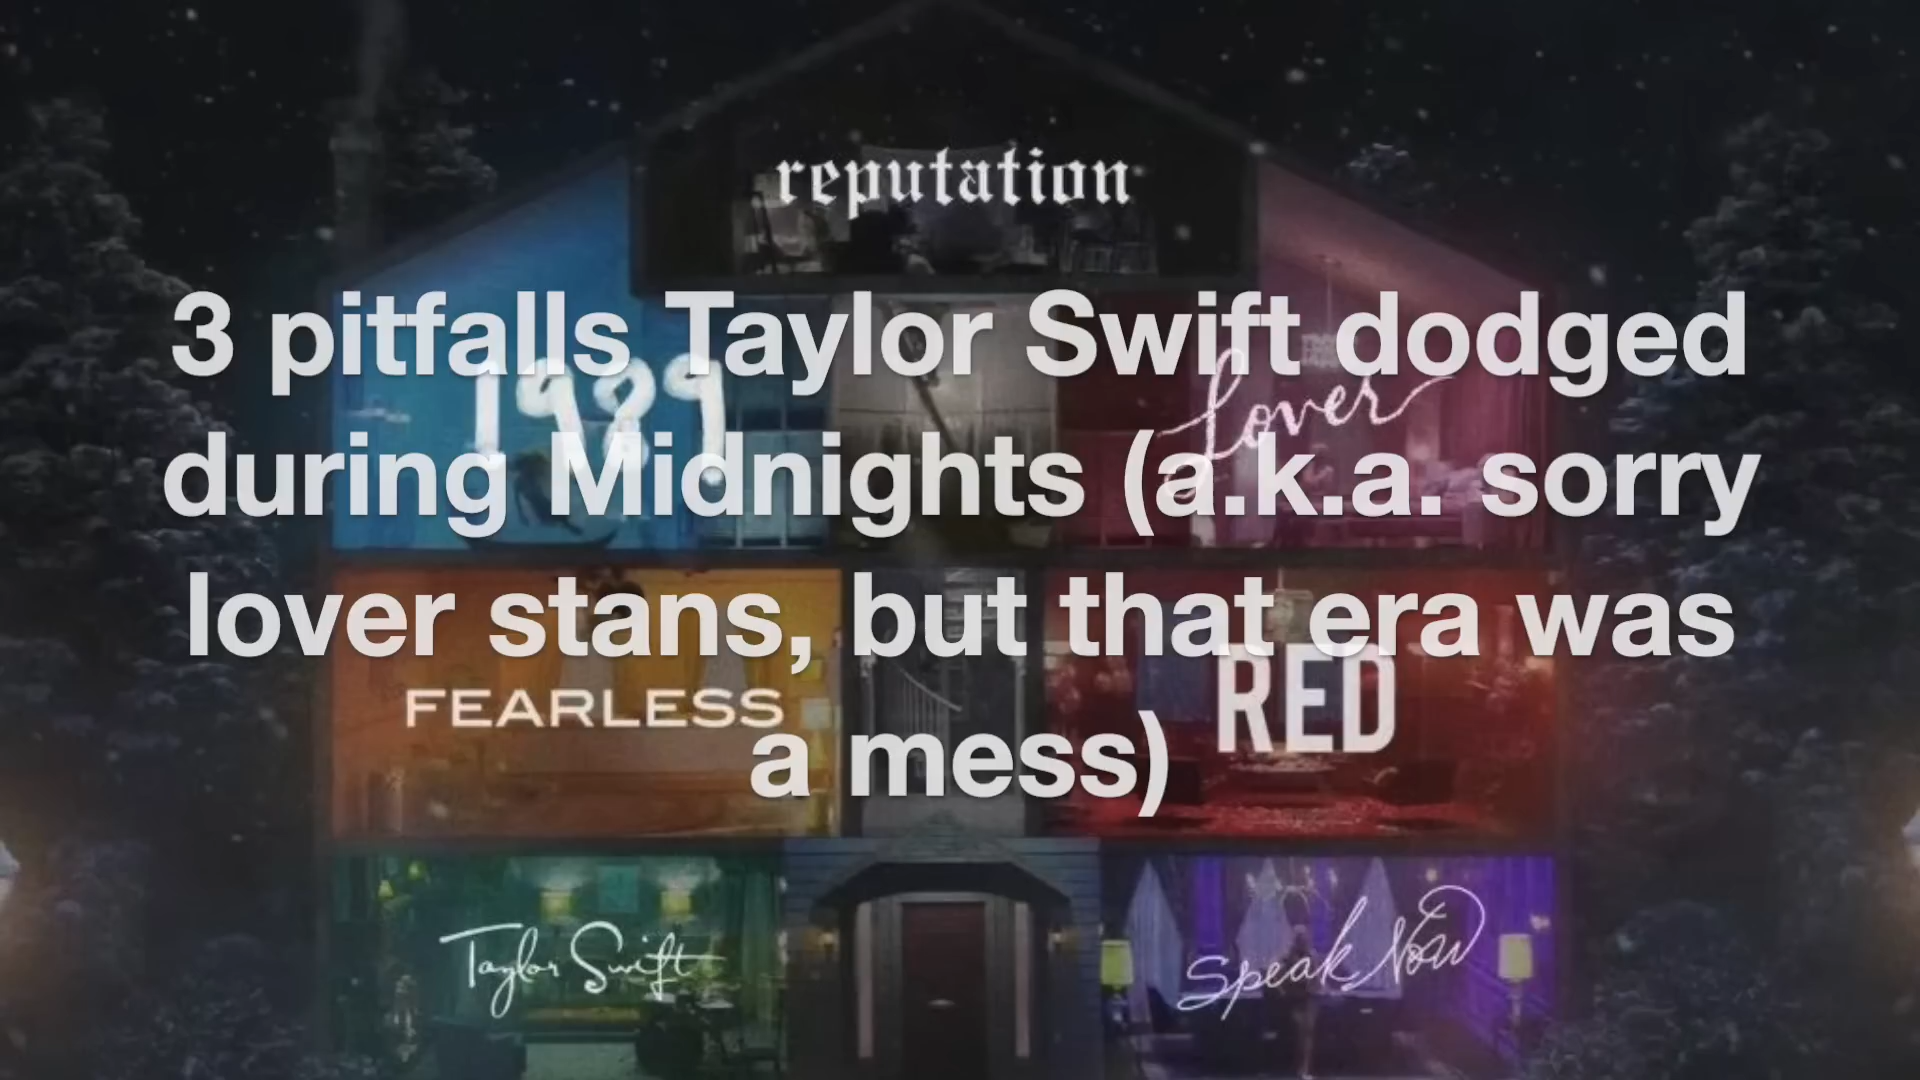 reputation
3 pitfalls Taylor Swift dodged
1989
Lover
during Midnights (a.k.a. sorry
lover stans, but that era was
FEARLESS
RED
a mess)
Taylor Swift
Speak Now